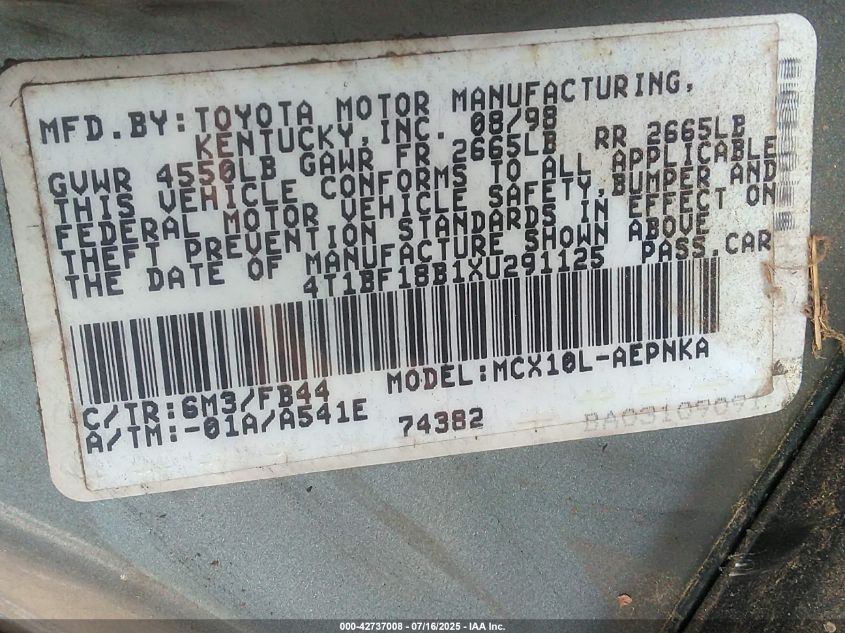 MFD.BY:TOYOTA MOTOR MANUFACTURING,
KENTUCKY,INC. 08/98
GVWR 4550LB GAWR FR 2665LB RR 2665LB
THIS VEHICLE CONFORMS TO ALL APPLICABLE
FEDERAL MOTOR VEHICLE SAFETY,BUMPER AND
THEFT PREVENTION STANDARDS IN EFFECT ON
THE DATE OF MANUFACTURE SHOWN ABOVE
4T1BF18B1XU291125 PASS.CAR
MODEL:MCX10L-AEPNKA
C/TR:6M3/FB44
A/TM:-01A/A541E 74382
000-42737008 - 07/16/2025 - IAA Inc.